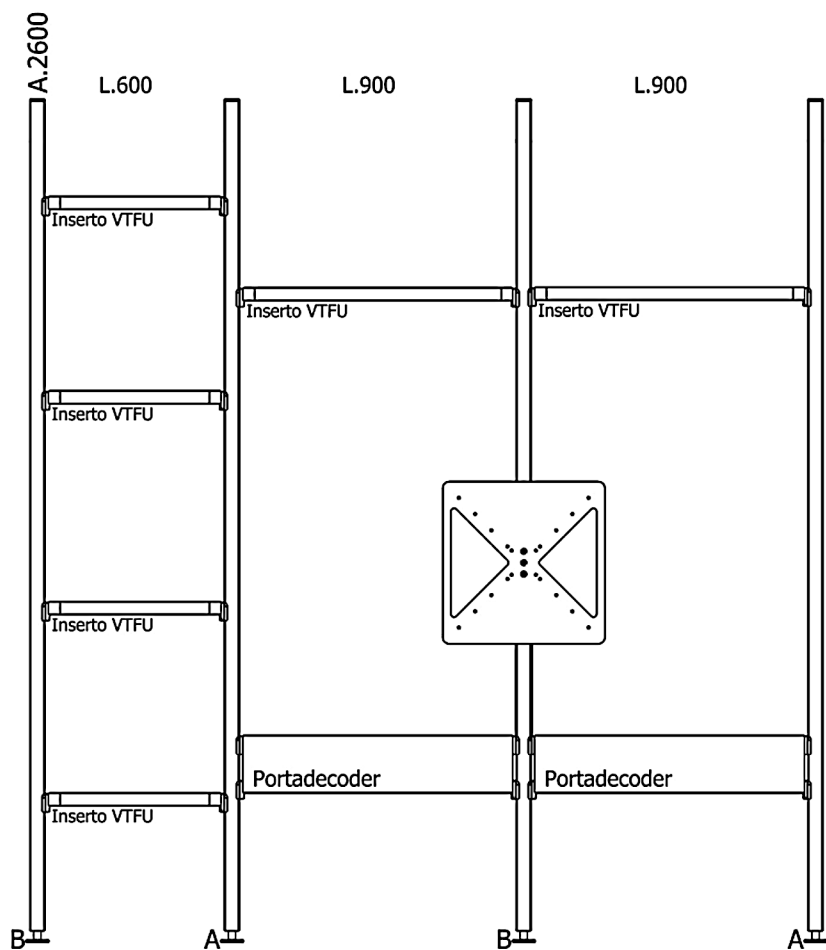 A.2600
L.600
L.900
L.900
Inserto VTFU
Inserto VTFU
Inserto VTFU
Inserto VTFU
Inserto VTFU
Portadecoder
Portadecoder
Inserto VTFU
B
A
B
A